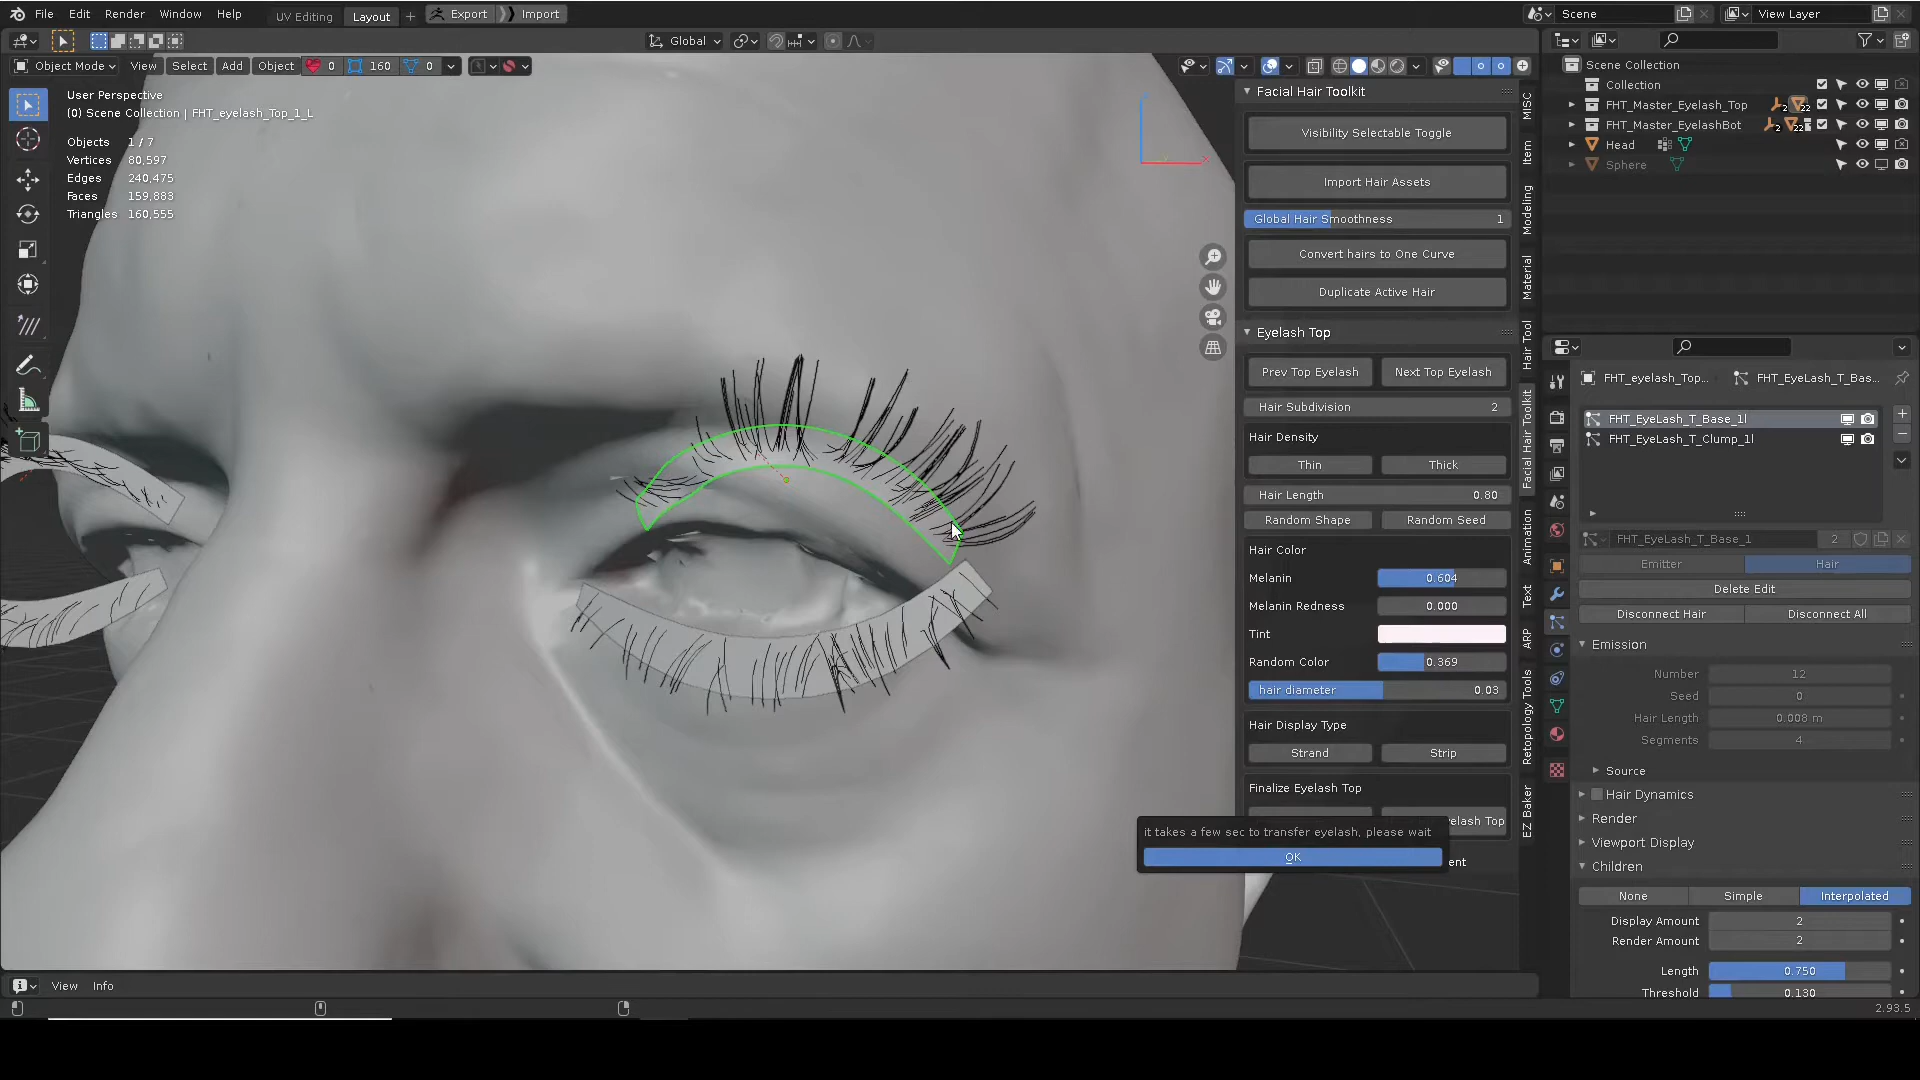 File Edit Render Window Help UV Editing Layout Export Import Scene View Layer
Global
Object Mode View Select Add Object 0 160 0
User Perspective
(0) Scene Collection | FHT_eyelash_Top_1_L
Objects 1 / 7
Vertices 80,597
Edges 240,475
Faces 159,883
Triangles 160,555
Facial Hair Toolkit
Visibility Selectable Toggle
Import Hair Assets
Global Hair Smoothness 1
Convert hairs to One Curve
Duplicate Active Hair
Eyelash Top
Prev Top Eyelash Next Top Eyelash
Hair Subdivision 2
Hair Density
Thin Thick
Hair Length 0.80
Random Shape Random Seed
Hair Color
Melanin 0.604
Melanin Redness 0.000
Tint
Random Color 0.369
hair diameter 0.03
Hair Display Type
Strand Strip
Finalize Eyelash Top
yelash Top
it takes a few sec to transfer eyelash, please wait
OK
ent
MISC
Item
Modeling
Material
Hair Tool
Facial Hair Toolkit
Animation
Text
ARP
Retopology Tools
EZ Baker
Scene Collection
Collection
FHT_Master_Eyelash_Top 2 22
FHT_Master_EyelashBot 2 22
Head
Sphere
FHT_eyelash_Top... FHT_EyeLash_T_Bas...
FHT_EyeLash_T_Base_1l
FHT_EyeLash_T_Clump_1l
FHT_EyeLash_T_Base_1 2
Emitter Hair
Delete Edit
Disconnect Hair Disconnect All
Emission
Number 12
Seed 0
Hair Length 0.008 m
Segments 4
Source
Hair Dynamics
Render
Viewport Display
Children
None Simple Interpolated
Display Amount 2
Render Amount 2
Length 0.750
Threshold 0.130
View Info
2.93.5